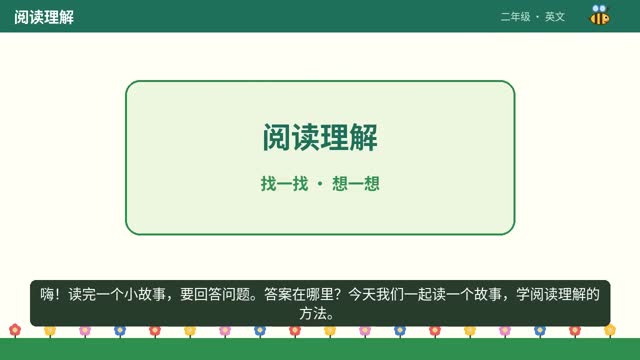 阅读理解
二年级 · 英文
阅读理解
找一找 · 想一想
嗨！读完一个小故事，要回答问题。答案在哪里？今天我们一起读一个故事，学阅读理解的
方法。